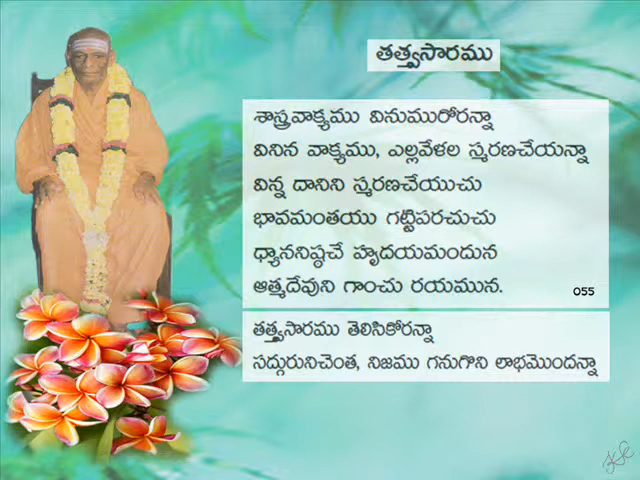 తత్త్వసారము
శాస్త్రవాక్యము వినుమురోరన్నా
వినిన వాక్యము, ఎల్లవేళల స్మరణచేయన్నా
విన్న దానిని స్మరణచేయుచు
భావమంతయు గట్టిపరచుచు
ధ్యాననిష్ఠచే హృదయమందున
ఆత్మదేవుని గాంచు రయమున.
055
తత్త్వసారము తెలిసికోరన్నా
సద్గురునిచెంత, నిజము గనుగొని లాభమొందన్నా